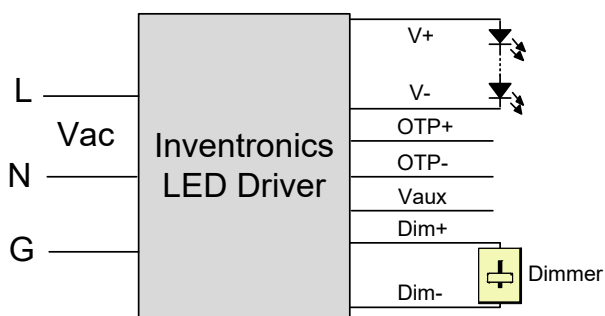 L
Vac
N
G
Inventronics
LED Driver
V+
V-
OTP+
OTP-
Vaux
Dim+
Dim-
Dimmer